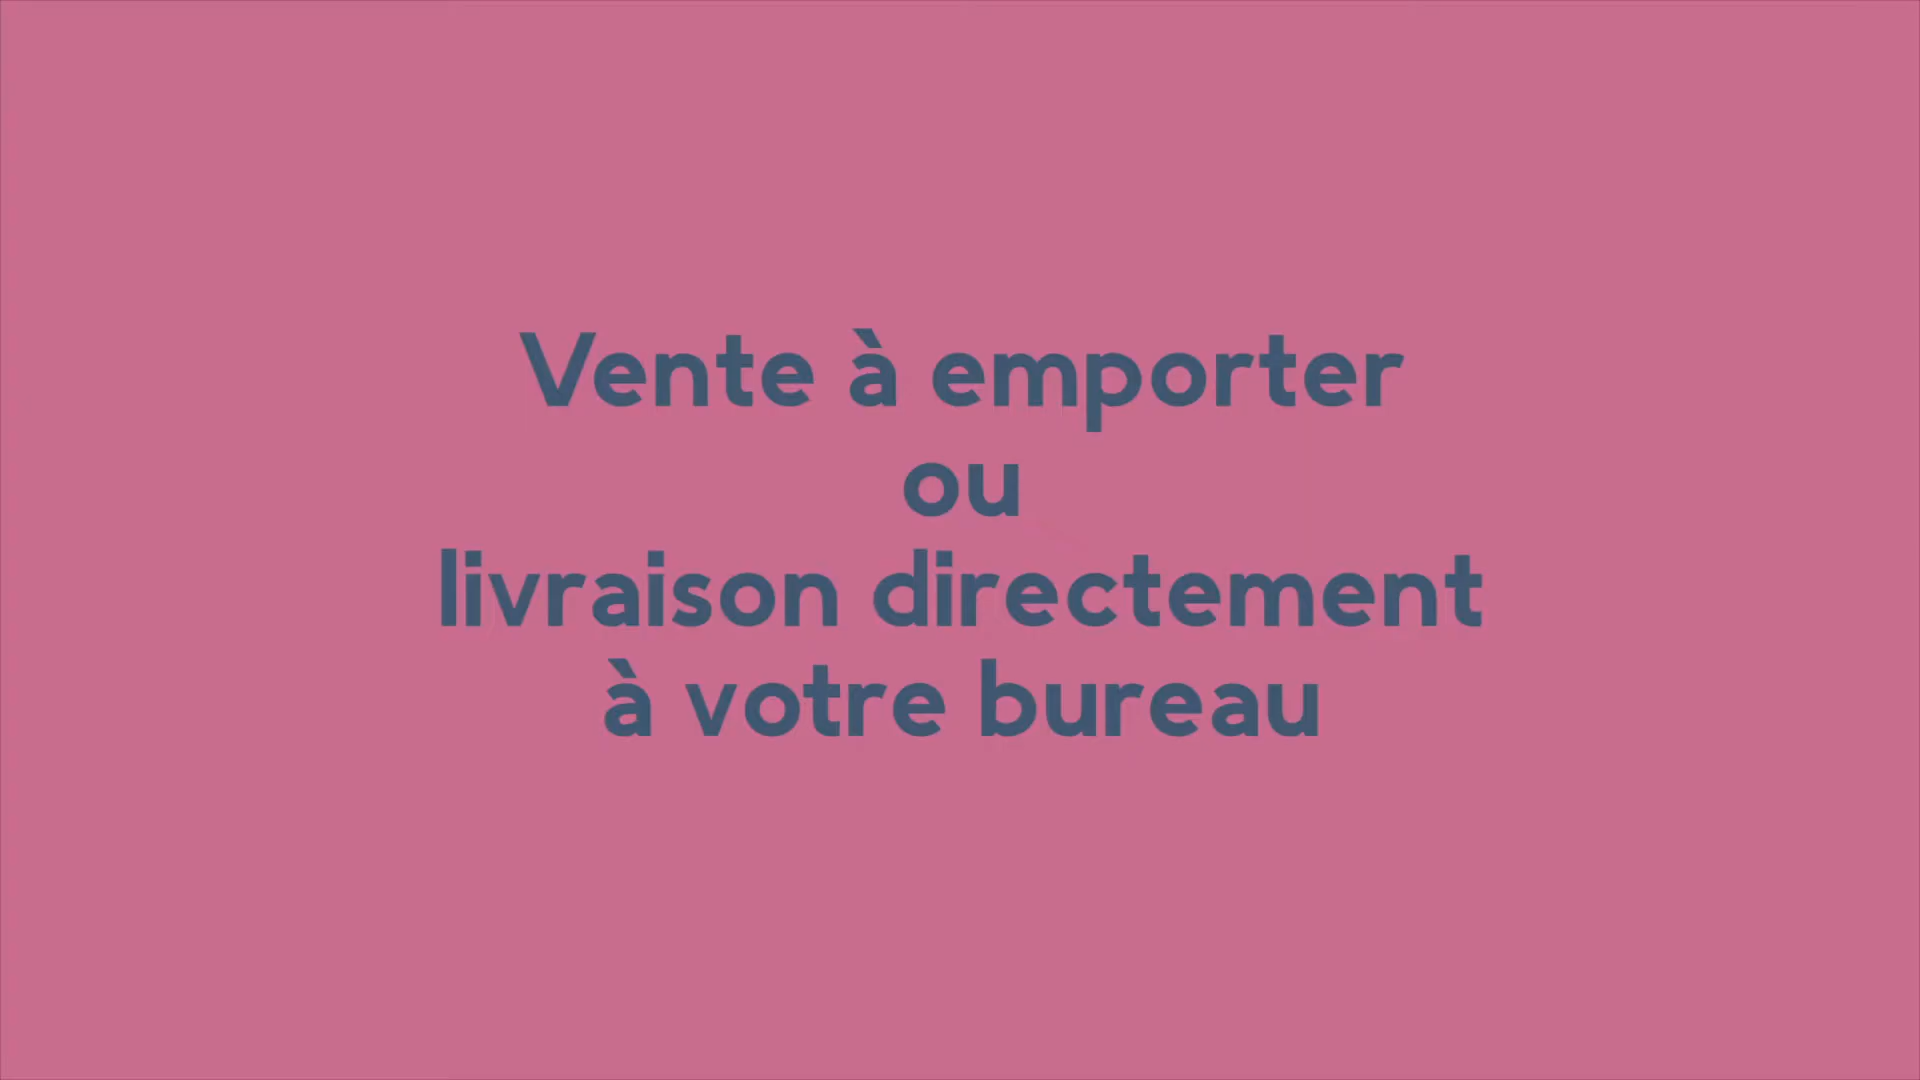 Vente à emporter
ou
livraison directement
à votre bureau